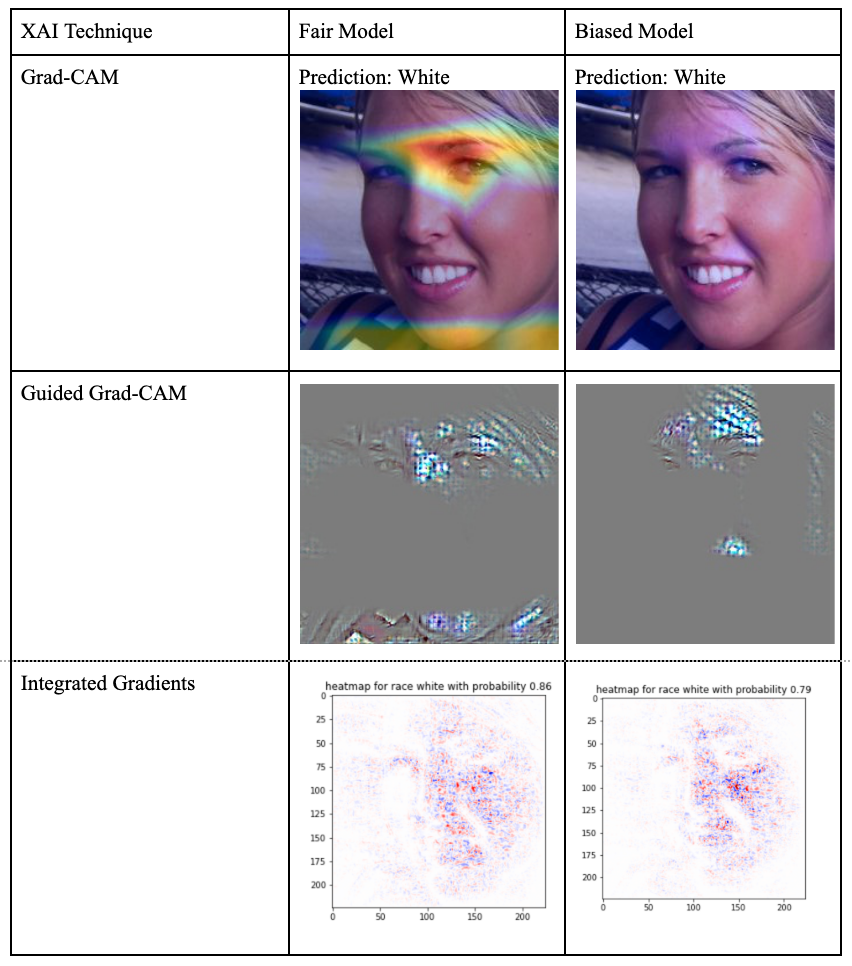 XAI Technique
Fair Model
Biased Model
Grad-CAM
Prediction: White
Prediction: White
Guided Grad-CAM
Integrated Gradients
heatmap for race white with probability 0.86
0
25
50
75
100
125
150
175
200
0 50 100 150 200
heatmap for race white with probability 0.79
0
25
50
75
100
125
150
175
200
0 50 100 150 200